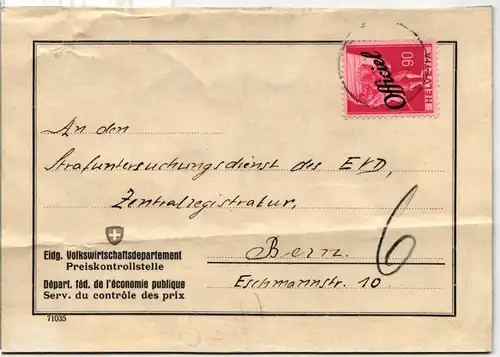 Officiel
90
HELVETIA
An den
Strafuntersuchungsdienst des EVD,
Zentralregistratur,
Bern.
Eschmannstr. 10
6
Eidg. Volkswirtschaftsdepartement
Preiskontrollstelle
Départ. féd. de l'économie publique
Serv. du contrôle des prix
71035